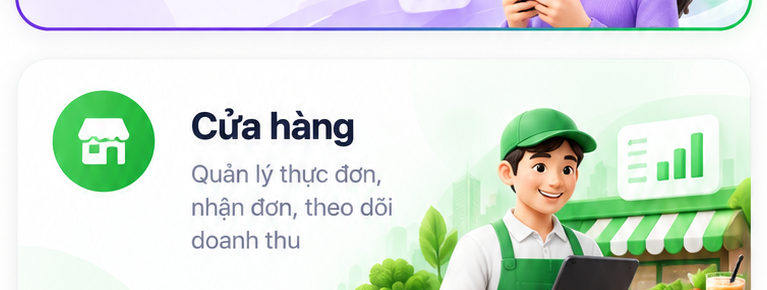 Cửa hàng
Quản lý thực đơn,
nhận đơn, theo dõi
doanh thu